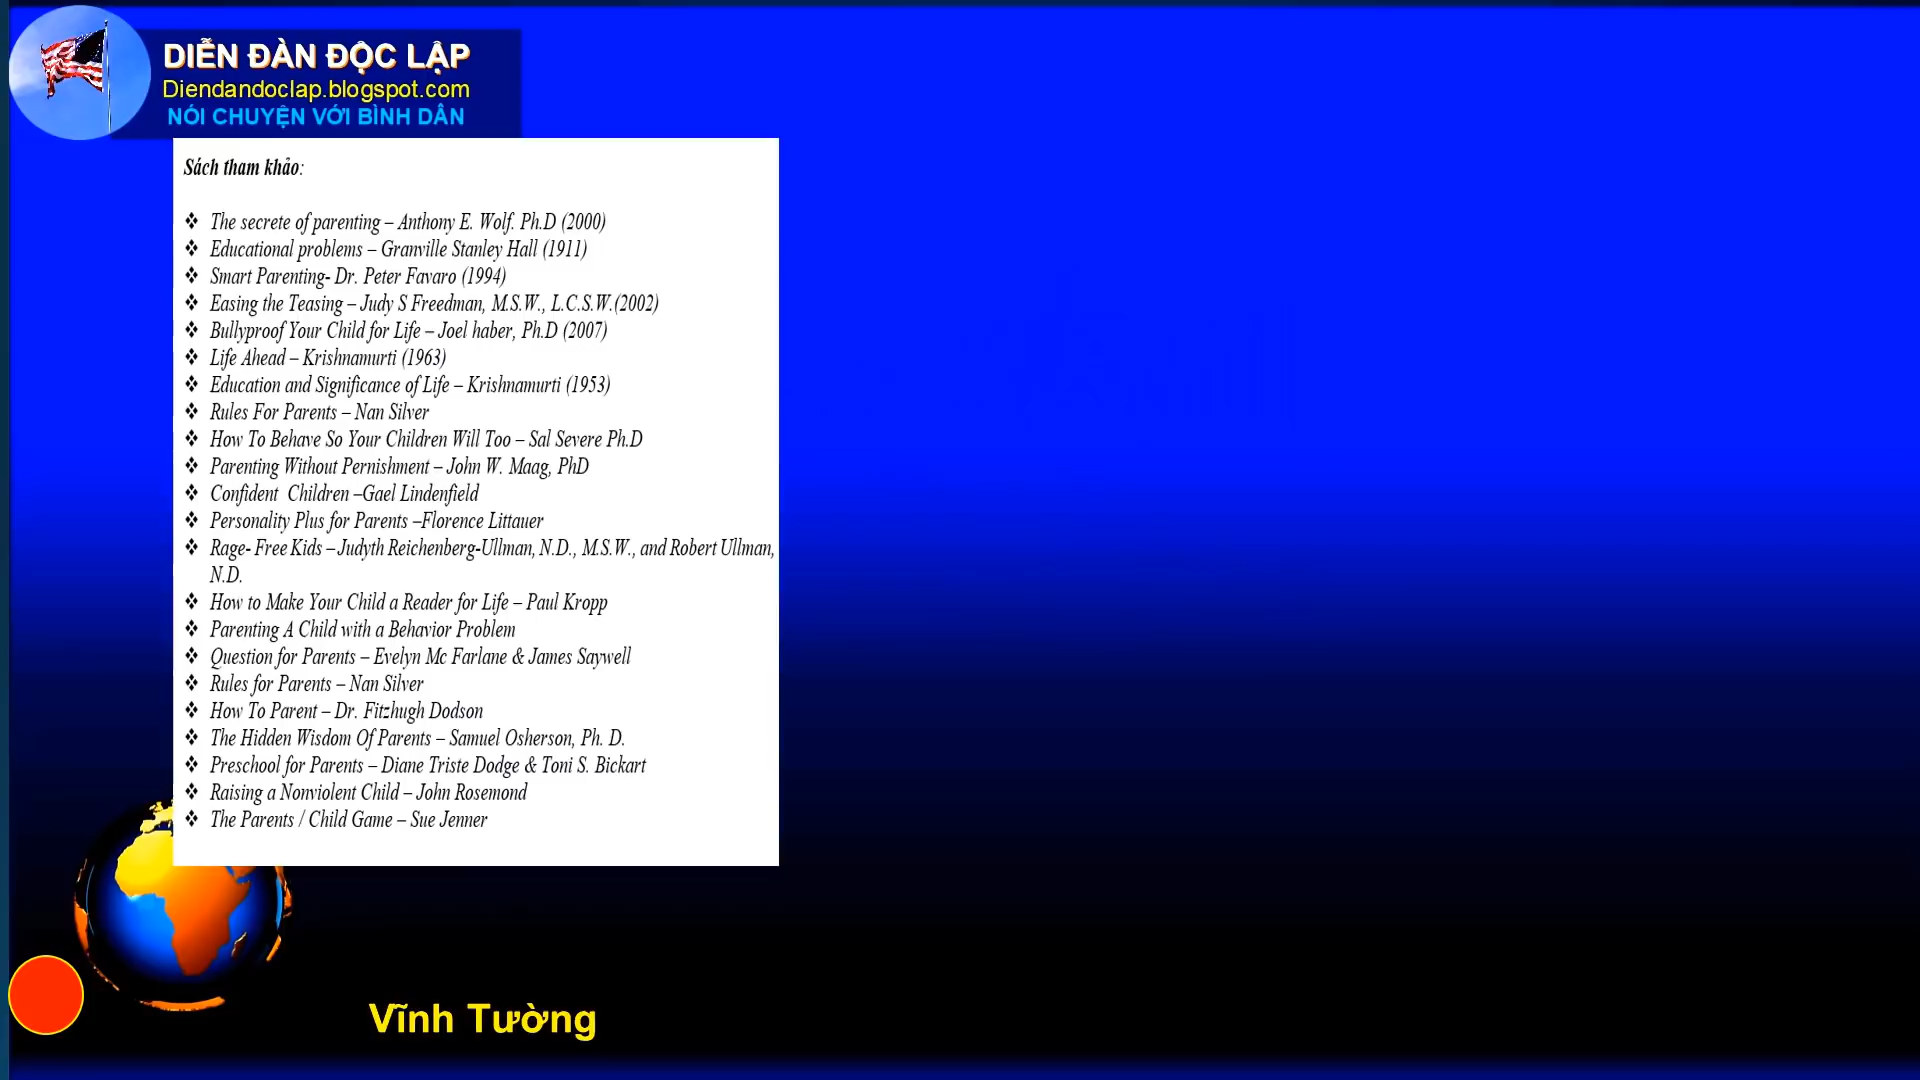 DIỄN ĐÀN ĐỘC LẬP
Diendandoclap.blogspot.com
NÓI CHUYỆN VỚI BÌNH DÂN
Sách tham khảo:
❖ The secrete of parenting – Anthony E. Wolf. Ph.D (2000)
❖ Educational problems – Granville Stanley Hall (1911)
❖ Smart Parenting- Dr. Peter Favaro (1994)
❖ Easing the Teasing – Judy S Freedman, M.S.W., L.C.S.W.(2002)
❖ Bullyproof Your Child for Life – Joel haber, Ph.D (2007)
❖ Life Ahead – Krishnamurti (1963)
❖ Education and Significance of Life – Krishnamurti (1953)
❖ Rules For Parents – Nan Silver
❖ How To Behave So Your Children Will Too – Sal Severe Ph.D
❖ Parenting Without Pernishment – John W. Maag, PhD
❖ Confident  Children –Gael Lindenfield
❖ Personality Plus for Parents –Florence Littauer
❖ Rage- Free Kids – Judyth Reichenberg-Ullman, N.D., M.S.W., and Robert Ullman,
N.D.
❖ How to Make Your Child a Reader for Life – Paul Kropp
❖ Parenting A Child with a Behavior Problem
❖ Question for Parents – Evelyn Mc Farlane & James Saywell
❖ Rules for Parents – Nan Silver
❖ How To Parent – Dr. Fitzhugh Dodson
❖ The Hidden Wisdom Of Parents – Samuel Osherson, Ph. D.
❖ Preschool for Parents – Diane Triste Dodge & Toni S. Bickart
❖ Raising a Nonviolent Child – John Rosemond
❖ The Parents / Child Game – Sue Jenner
Vĩnh Tường